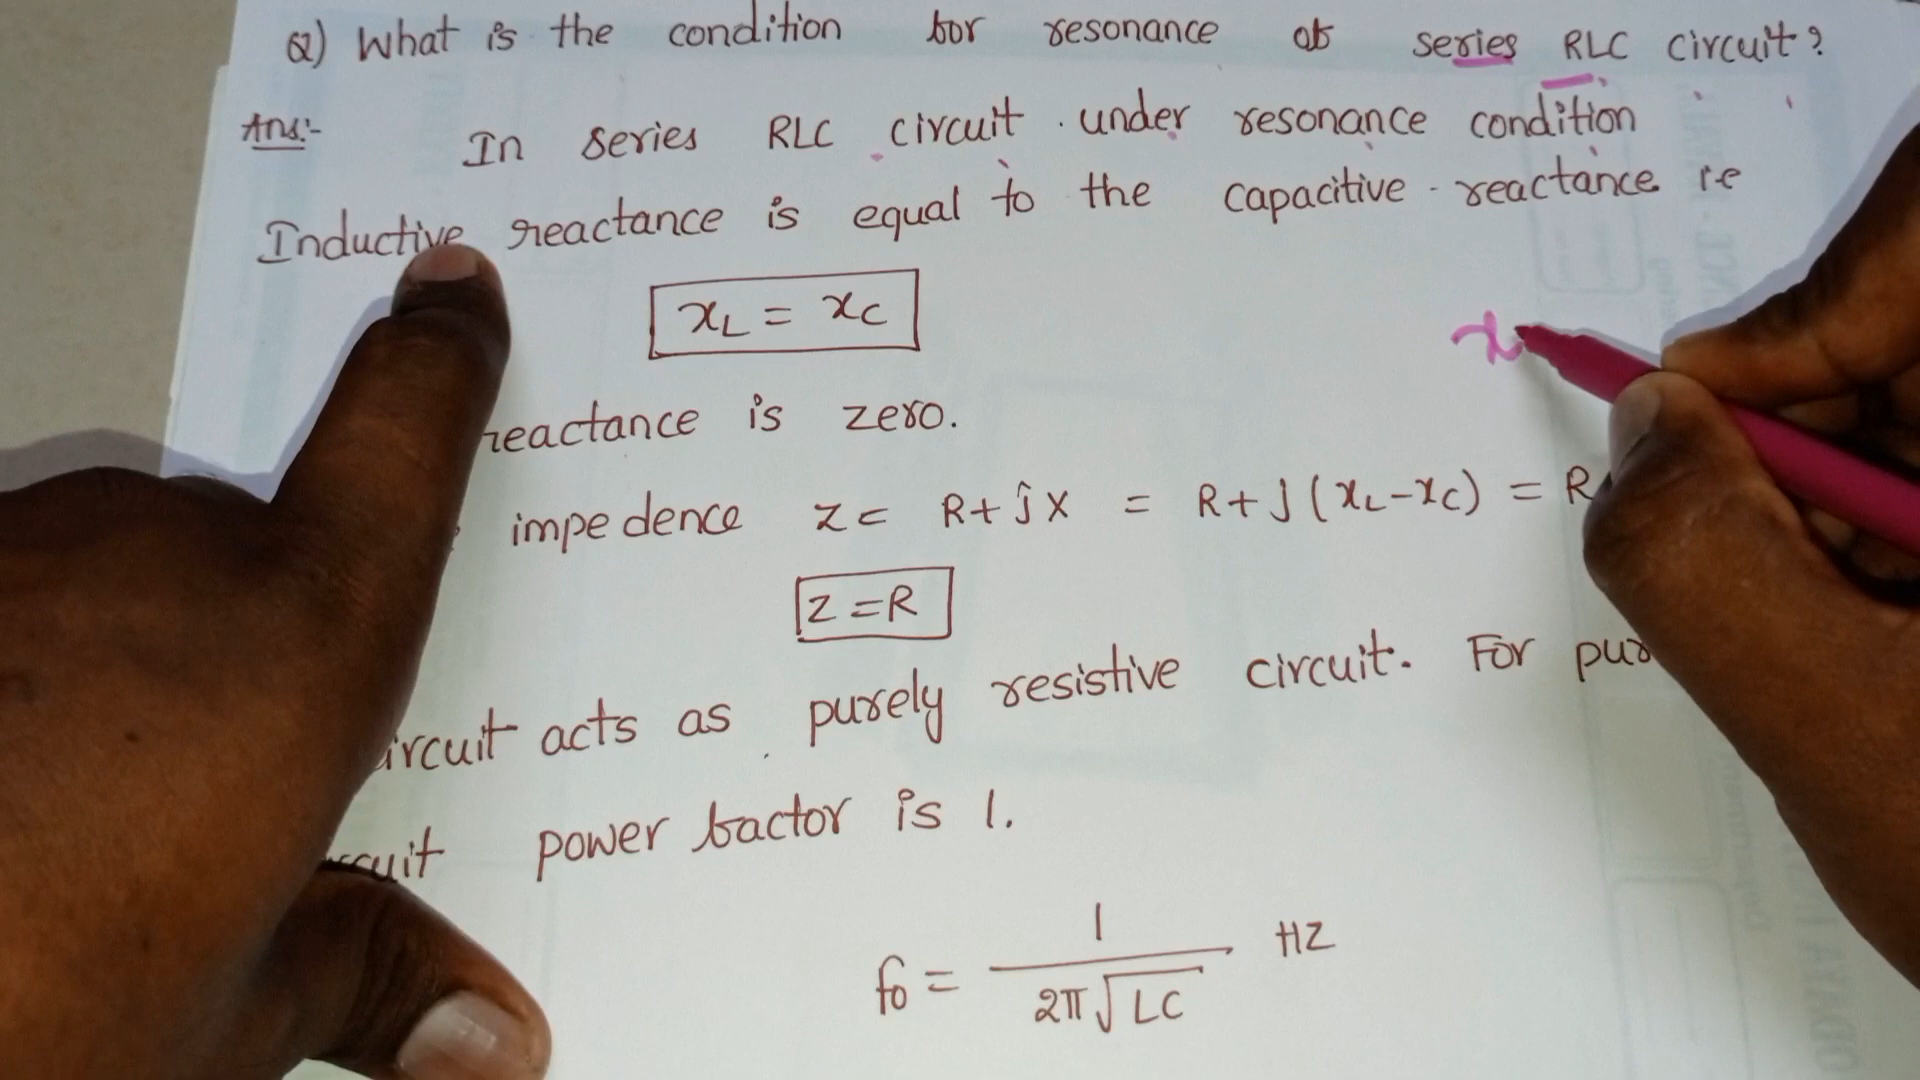 Q) What is the condition for resonance of series RLC circuit?
Ans:- In series RLC circuit under resonance condition
Inductive reactance is equal to the capacitive reactance i.e
xL = xC
x
reactance is zero.
impedence Z = R + jX = R + j(xL - xC) = R
Z = R
circuit acts as purely resistive circuit. For
circuit power factor is 1.
f0 = 1 / 2π√LC HZ